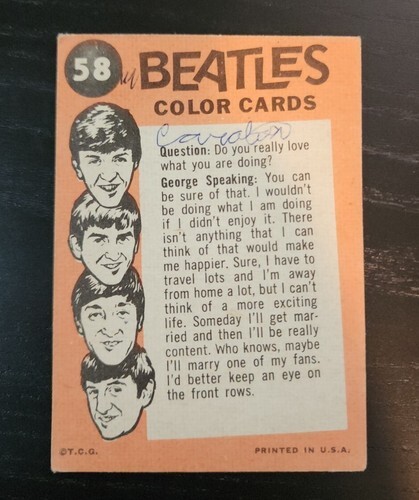 58
BEATLES
COLOR CARDS
Question: Do you really love
what you are doing?
George Speaking: You can
be sure of that. I wouldn't
be doing what I am doing
if I didn't enjoy it. There
isn't anything that I can
think of that would make
me happier. Sure, I have to
travel lots and I'm away
from home a lot, but I can't
think of a more exciting
life. Someday I'll get mar-
ried and then I'll be really
content. Who knows, maybe
I'll marry one of my fans.
I'd better keep an eye on
the front rows.
©T.C.G.
PRINTED IN U.S.A.